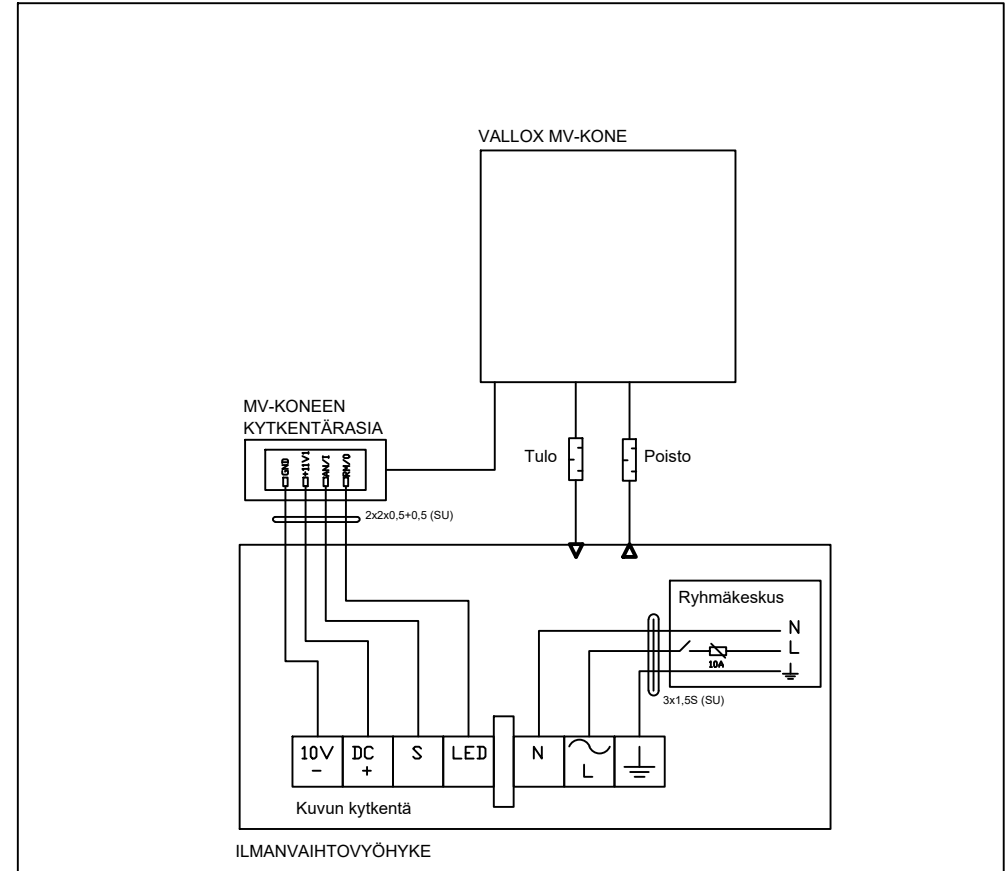 VALLOX MV-KONE
MV-KONEEN
KYTKENTÄRASIA
GND
+11V1
AN/I
RH/O
Tulo
Poisto
2x2x0,5+0,5 (SU)
Ryhmäkeskus
N
L
10A
3x1,5S (SU)
10V
-
DC
+
S
LED
N
L
Kuvun kytkentä
ILMANVAIHTOVYÖHYKE